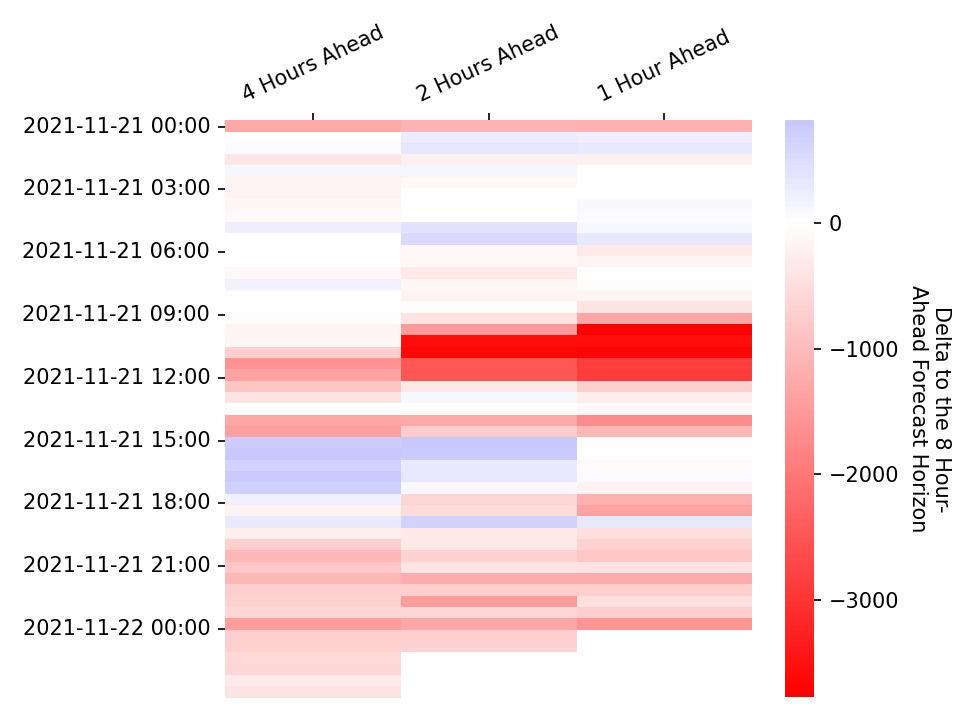 4 Hours Ahead
2 Hours Ahead
1 Hour Ahead
2021-11-21 00:00
2021-11-21 03:00
2021-11-21 06:00
2021-11-21 09:00
2021-11-21 12:00
2021-11-21 15:00
2021-11-21 18:00
2021-11-21 21:00
2021-11-22 00:00
0
−1000
−2000
−3000
Delta to the 8 Hour-
Ahead Forecast Horizon